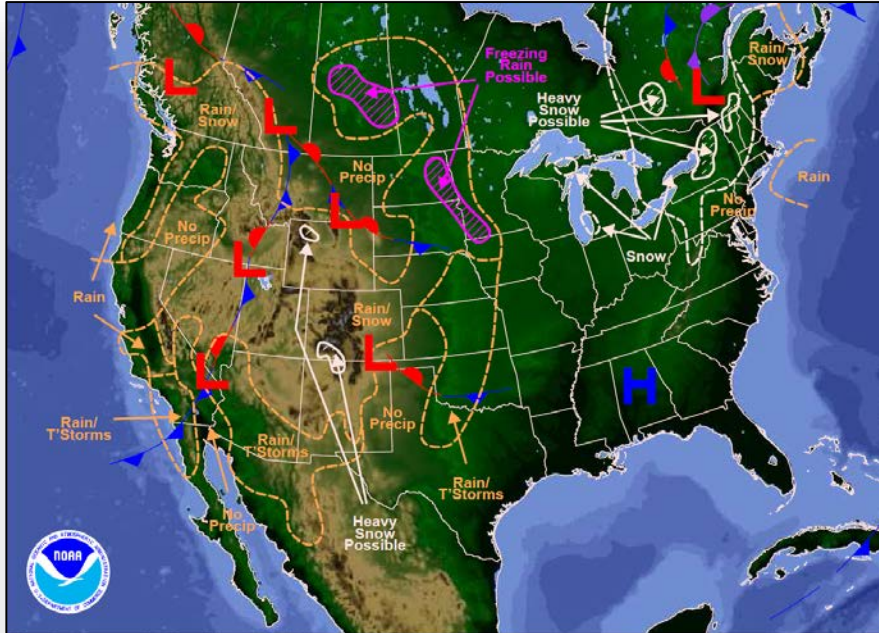 Freezing
Rain
Possible
Rain/
Snow
Heavy
Snow
Possible
Rain/
Snow
No
Precip
Rain
No
Precip
No
Precip
Snow
Rain
Rain/
Snow
No
Precip
Rain/
T'Storms
Rain/
T'Storms
Rain/
T'Storms
No
Precip
Heavy
Snow
Possible
L
L
L
L
L
L
L
H
NOAA